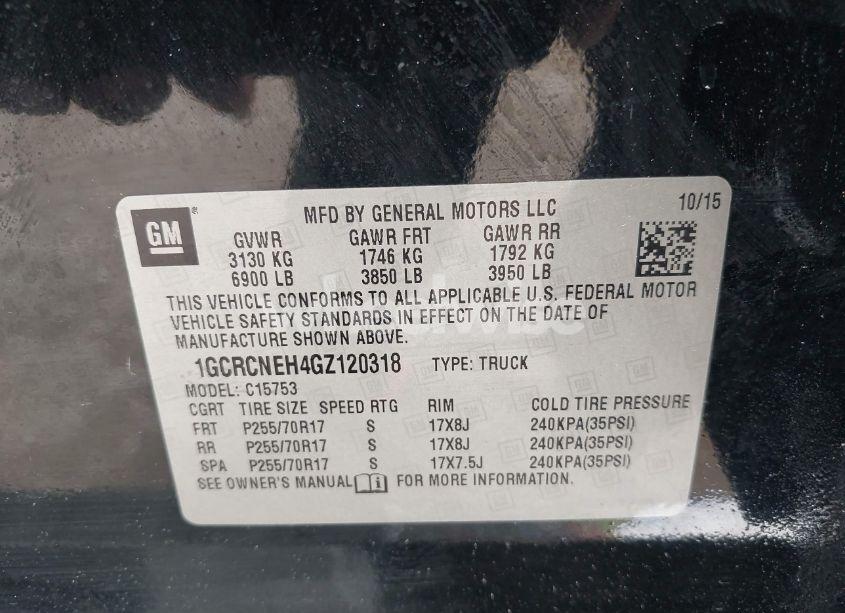 GM
MFD BY GENERAL MOTORS LLC 10/15
GVWR GAWR FRT GAWR RR
3130 KG 1746 KG 1792 KG
6900 LB 3850 LB 3950 LB
THIS VEHICLE CONFORMS TO ALL APPLICABLE U.S. FEDERAL MOTOR
VEHICLE SAFETY STANDARDS IN EFFECT ON THE DATE OF
MANUFACTURE SHOWN ABOVE.
1GCRCNEH4GZ120318 TYPE: TRUCK
MODEL: C15753
CGRT TIRE SIZE SPEED RTG RIM COLD TIRE PRESSURE
FRT P255/70R17 S 17X8J 240KPA(35PSI)
RR P255/70R17 S 17X8J 240KPA(35PSI)
SPA P255/70R17 S 17X7.5J 240KPA(35PSI)
SEE OWNER'S MANUAL FOR MORE INFORMATION.